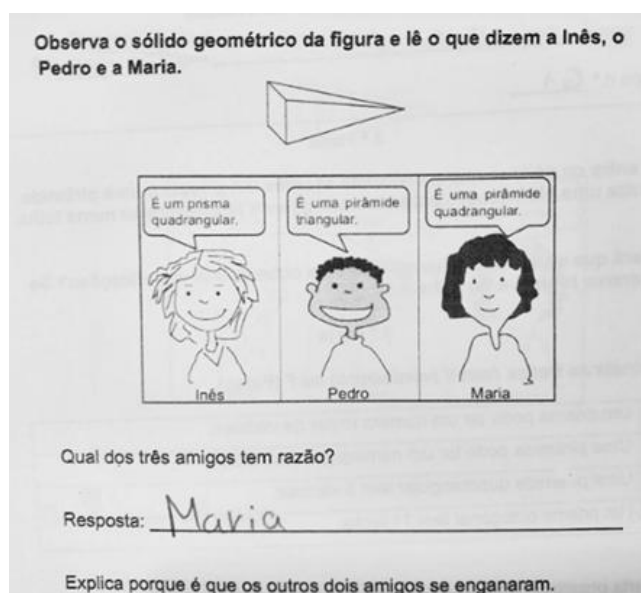 Observa o sólido geométrico da figura e lê o que dizem a Inês, o
Pedro e a Maria.
É um prisma
quadrangular.
É uma pirâmide
triangular.
É uma pirâmide
quadrangular.
Inês
Pedro
Maria
Qual dos três amigos tem razão?
Resposta: Maria
Explica porque é que os outros dois amigos se enganaram.